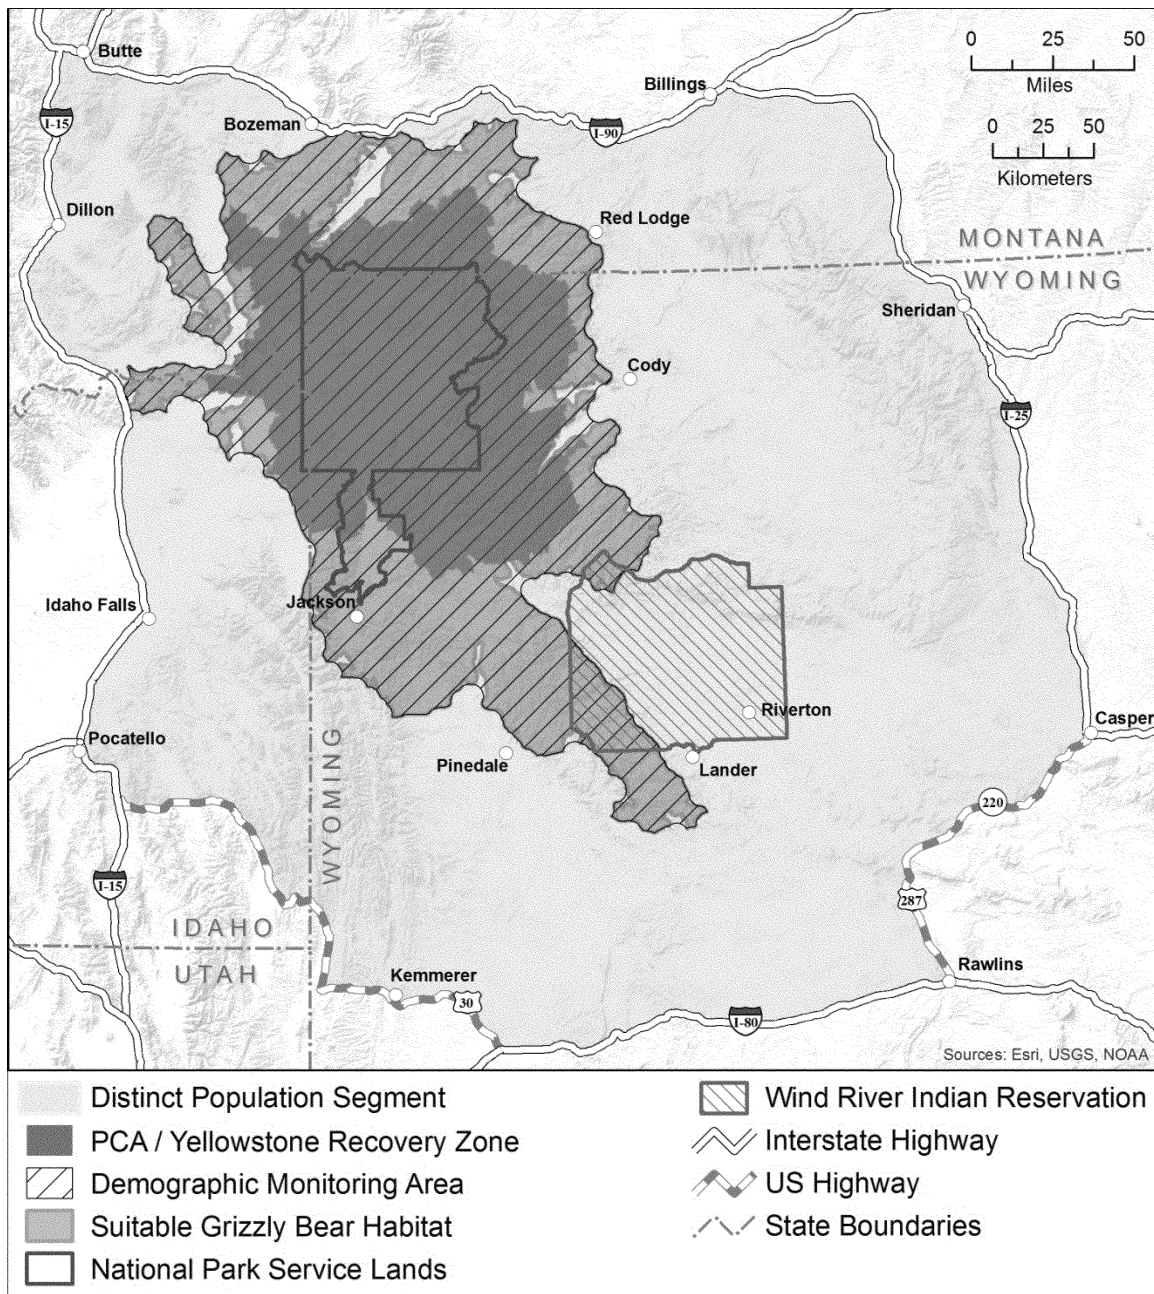 Butte
Billings
0 25 50
Miles
I-15
Bozeman
I-90
0 25 50
Kilometers
Dillon
Red Lodge
MONTANA
WYOMING
Sheridan
Cody
I-25
Idaho Falls
Jackson
Riverton
Casper
Pocatello
Pinedale
Lander
WYOMING
220
I-15
287
IDAHO
UTAH
Kemmerer
30
Rawlins
I-80
Sources: Esri, USGS, NOAA
Distinct Population Segment
PCA / Yellowstone Recovery Zone
Demographic Monitoring Area
Suitable Grizzly Bear Habitat
National Park Service Lands
Wind River Indian Reservation
Interstate Highway
US Highway
State Boundaries